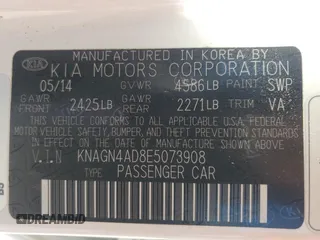 MANUFACTURED IN KOREA BY
KIA KIA MOTORS CORPORATION
05/14 GVWR 4586LB PAINT SWP
GAWR FRONT 2425LB GAWR REAR 2271LB TRIM VA
THIS VEHICLE CONFORMS TO ALL APPLICABLE FEDERAL MOTOR
VEHICLE SAFETY, BUMPER, AND THEFT PREVENTION STANDARDS
IN EFFECT ON THE DATE OF MANUFACTURE SHOWN ABOVE.
V.I.N KNAGN4AD8E5073908
TYPE : PASSENGER CAR
DREAMBID